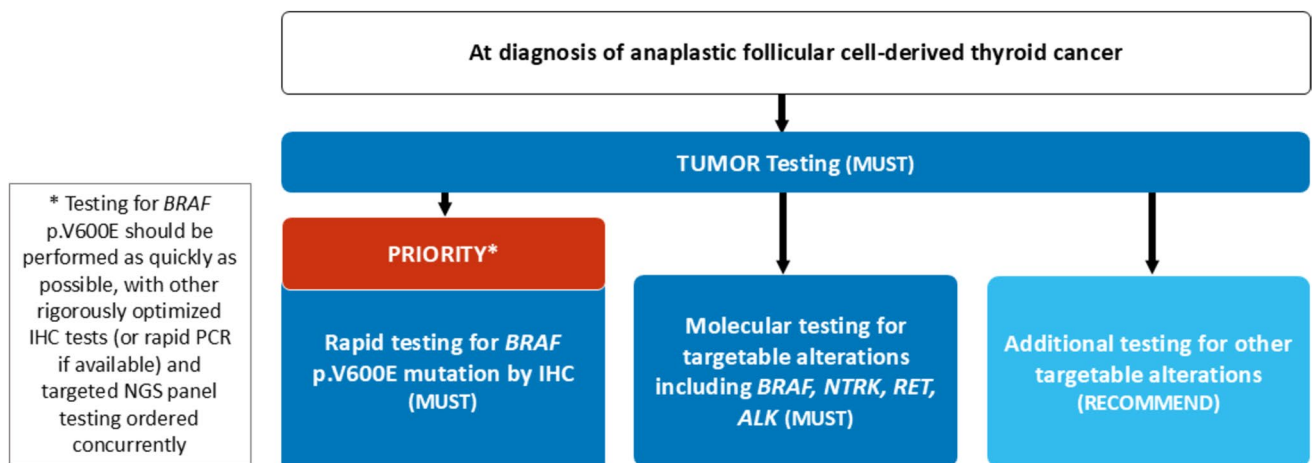 At diagnosis of anaplastic follicular cell-derived thyroid cancer
TUMOR Testing (MUST)
* Testing for BRAF
p.V600E should be
performed as quickly as
possible, with other
rigorously optimized
IHC tests (or rapid PCR
if available) and
targeted NGS panel
testing ordered
concurrently
PRIORITY*
Rapid testing for BRAF
p.V600E mutation by IHC
(MUST)
Molecular testing for
targetable alterations
including BRAF, NTRK, RET,
ALK (MUST)
Additional testing for other
targetable alterations
(RECOMMEND)